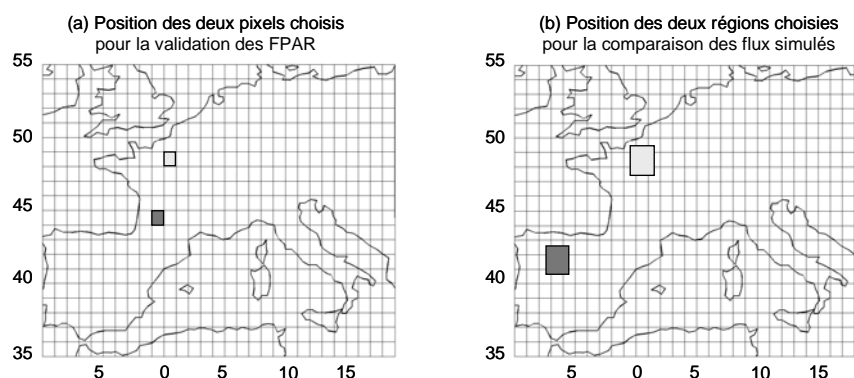 (a) Position des deux pixels choisis
pour la validation des FPAR
55
50
45
40
35
5 0 5 10 15
(b) Position des deux régions choisies
pour la comparaison des flux simulés
55
50
45
40
35
5 0 5 10 15